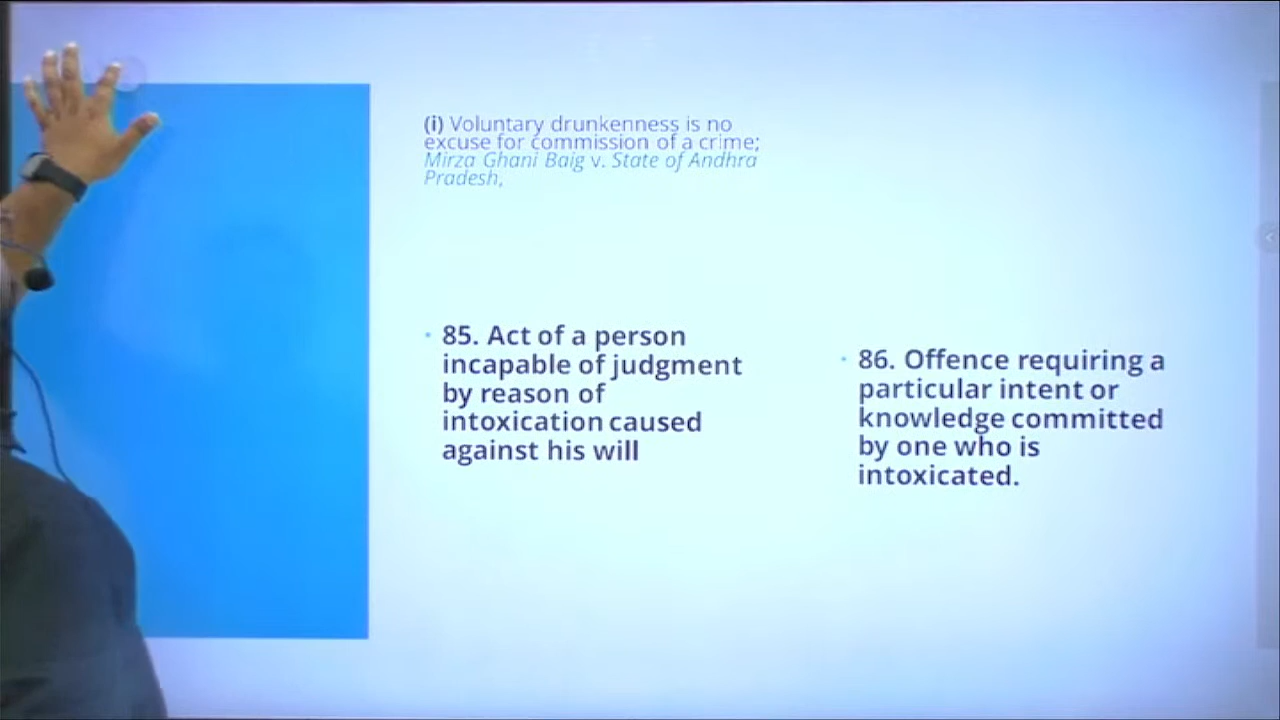 (i) Voluntary drunkenness is no
excuse for commission of a crime;
Mirza Ghani Baig v. State of Andhra
Pradesh,
85. Act of a person
incapable of judgment
by reason of
intoxication caused
against his will
86. Offence requiring a
particular intent or
knowledge committed
by one who is
intoxicated.